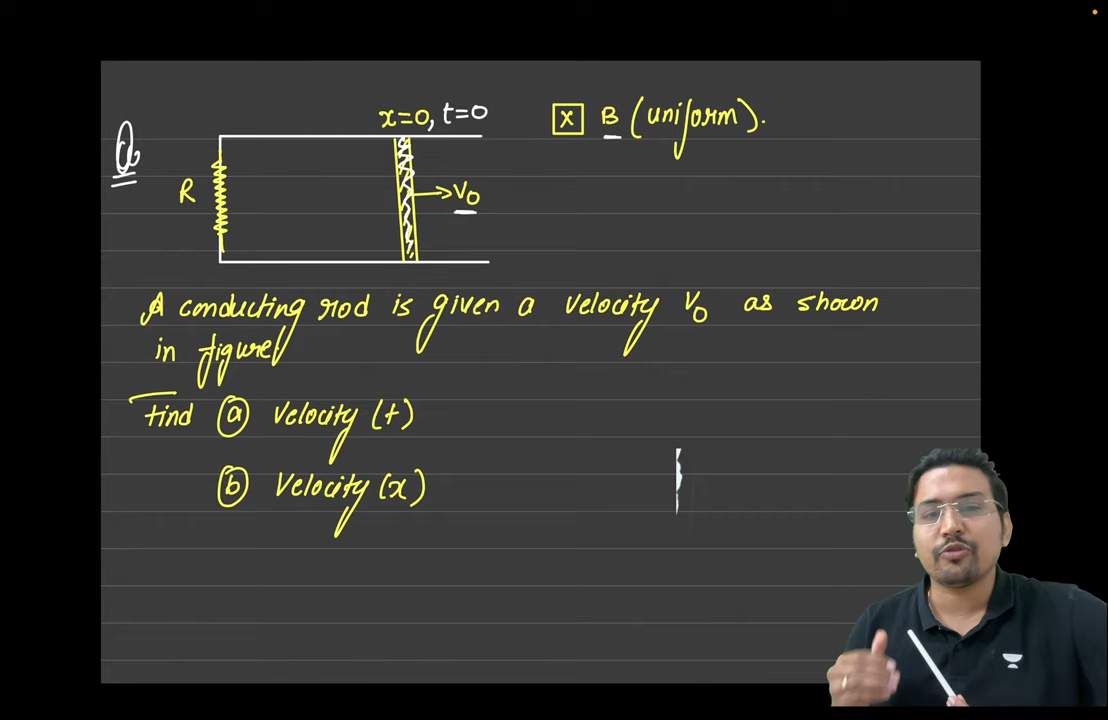 Q
x=0, t=0
x B (uniform).
R
v₀
A conducting rod is given a velocity v₀ as shown
in figure
Find ⓐ Velocity (t)
ⓑ Velocity (x)